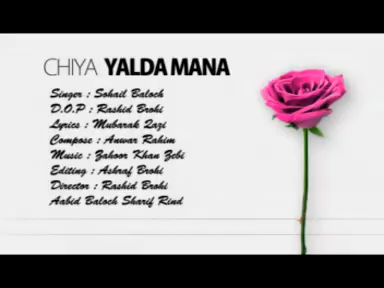 CHIYA YALDA MANA
Singer : Sohail Baloch
D.O.P : Rashid Brohi
Lyrics : Mubarak Qazi
Compose : Anwar Rahim
Music : Zahoor Khan Zebi
Editing : Ashraf Brohi
Director : Rashid Brohi
Aabid Baloch Sharif Rind